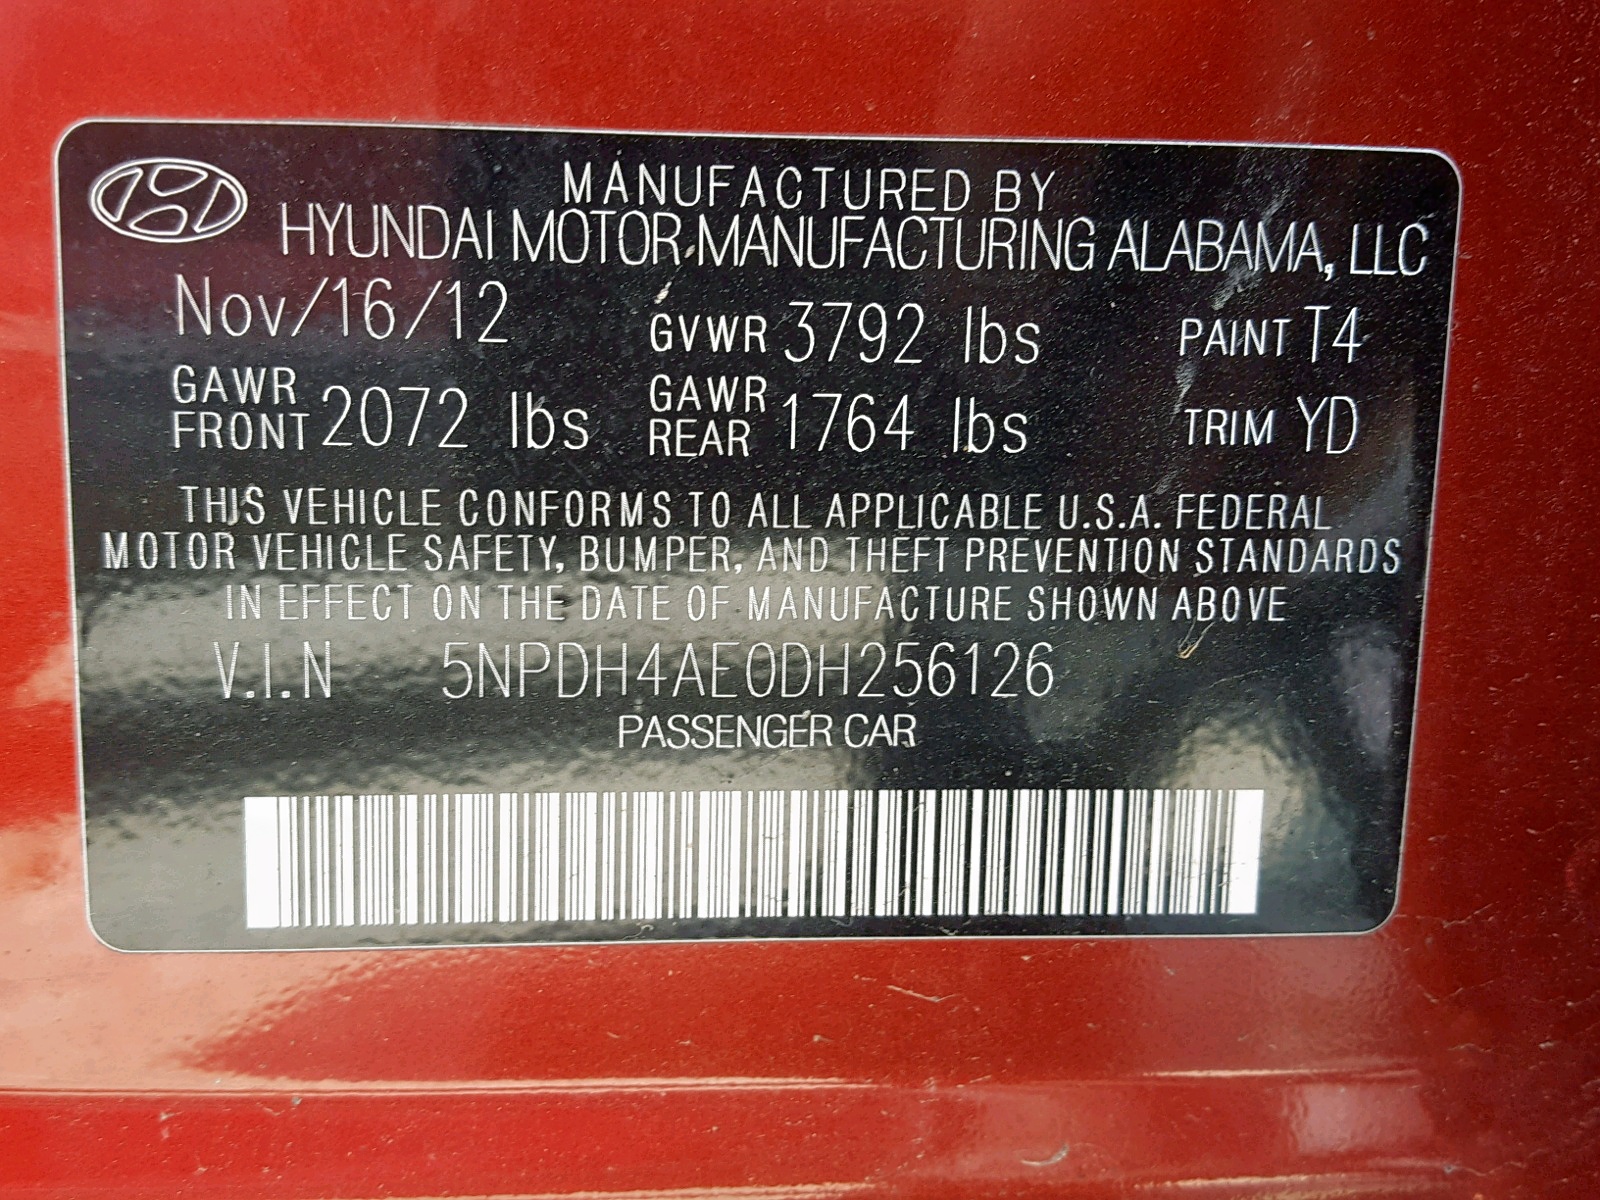 MANUFACTURED BY
HYUNDAI MOTOR MANUFACTURING ALABAMA, LLC
Nov/16/12 GVWR 3792 lbs PAINT T4
GAWR FRONT 2072 lbs GAWR REAR 1764 lbs TRIM YD
THIS VEHICLE CONFORMS TO ALL APPLICABLE U.S.A. FEDERAL
MOTOR VEHICLE SAFETY, BUMPER, AND THEFT PREVENTION STANDARDS
IN EFFECT ON THE DATE OF MANUFACTURE SHOWN ABOVE
V.I.N 5NPDH4AE0DH256126
PASSENGER CAR